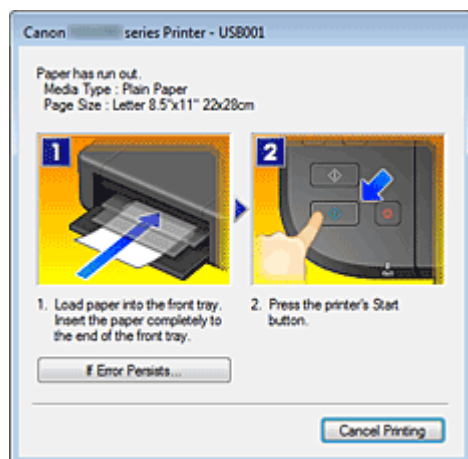 Canon series Printer - USB001
Paper has run out.
Media Type : Plain Paper
Page Size : Letter 8.5"x11" 22x28cm
1
2
1. Load paper into the front tray.
Insert the paper completely to
the end of the front tray.
2. Press the printer's Start
button.
If Error Persists...
Cancel Printing